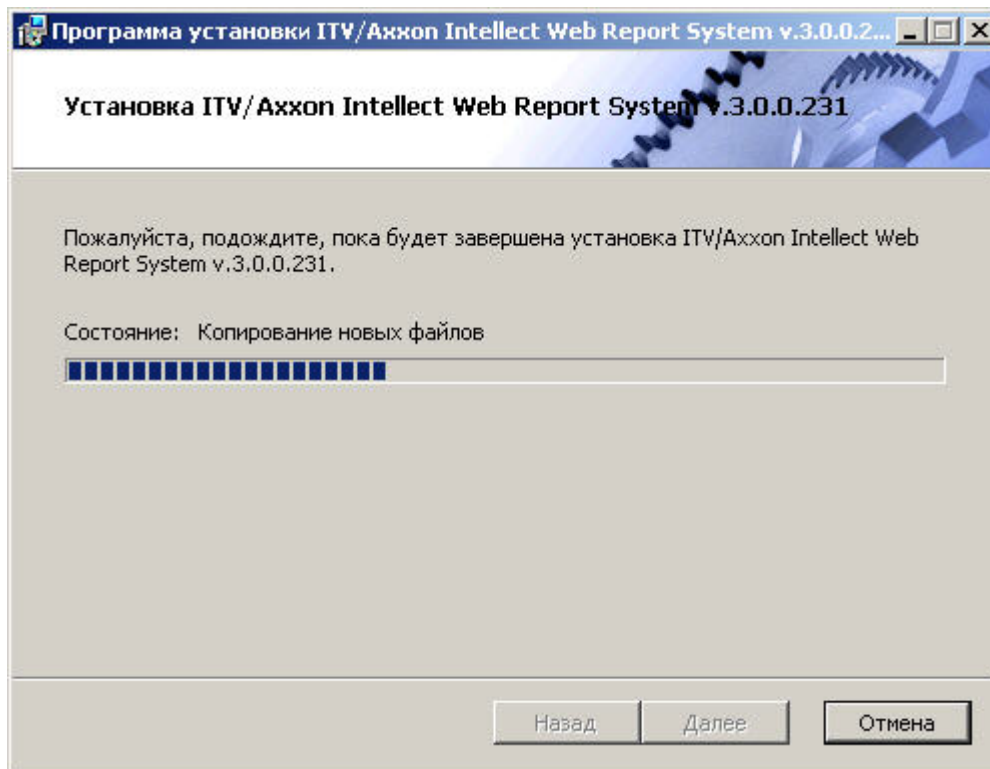 Программа установки ITV/Axxon Intellect Web Report System v.3.0.0.2...
Установка ITV/Axxon Intellect Web Report System v.3.0.0.231
Пожалуйста, подождите, пока будет завершена установка ITV/Axxon Intellect Web
Report System v.3.0.0.231.
Состояние: Копирование новых файлов
Назад Далее Отмена